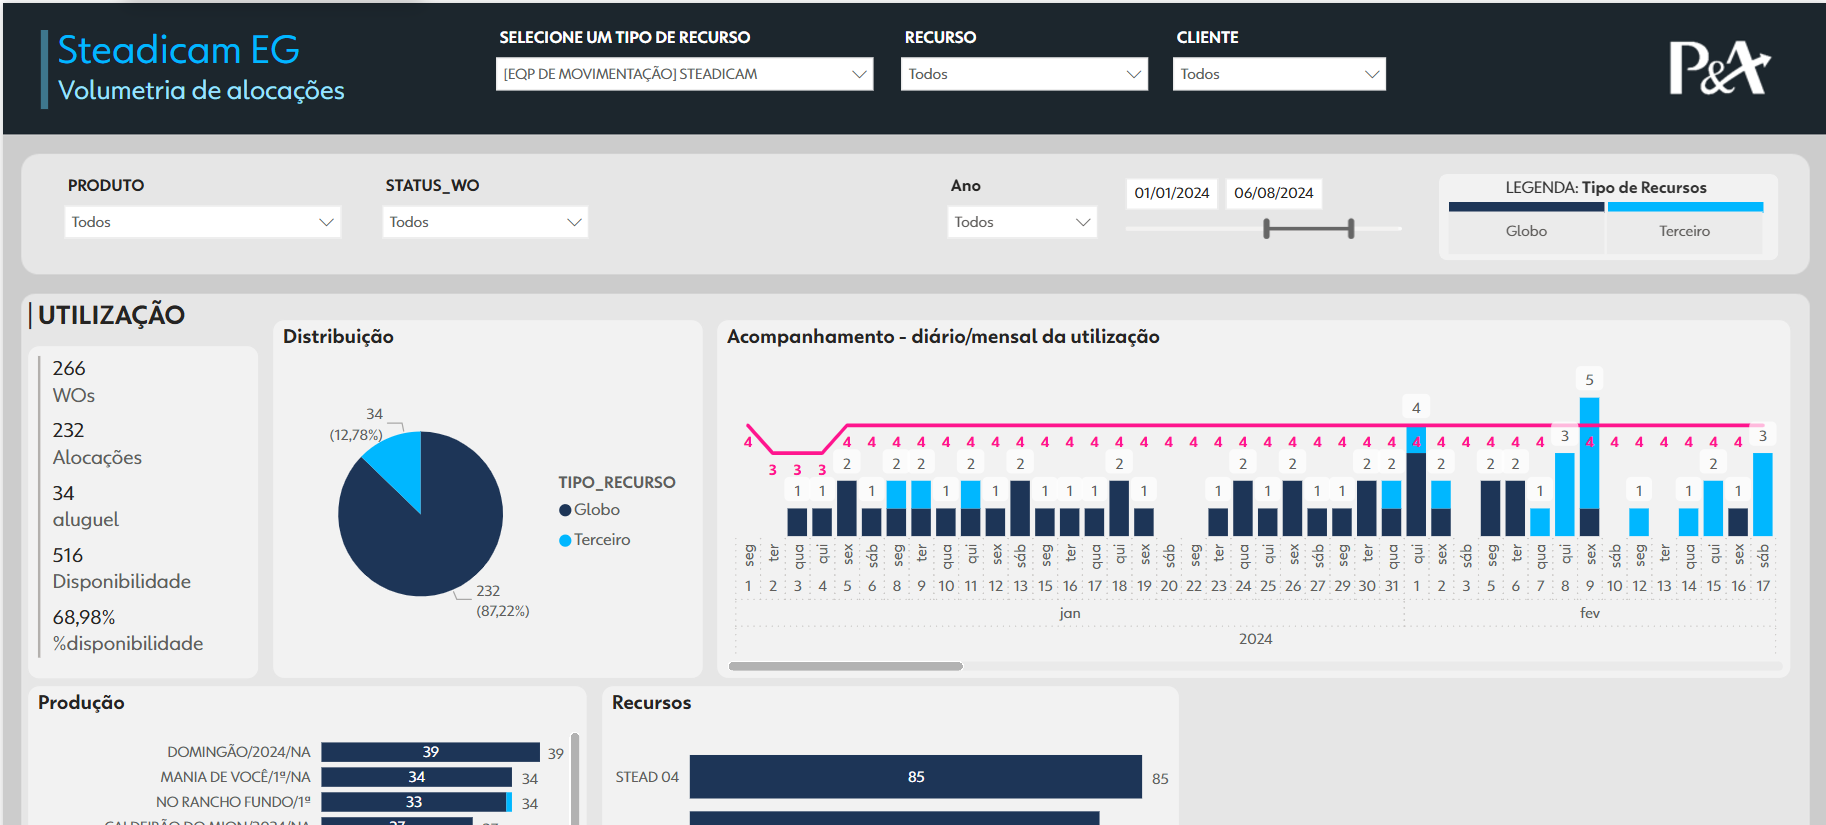 Steadicam EG
Volumetria de alocações
SELECIONE UM TIPO DE RECURSO
[EQP DE MOVIMENTAÇÃO] STEADICAM
RECURSO
Todos
CLIENTE
Todos
P&A
PRODUTO
Todos
STATUS_WO
Todos
Ano
Todos
01/01/2024
06/08/2024
LEGENDA: Tipo de Recursos
Globo
Terceiro
UTILIZAÇÃO
266
WOs
232
Alocações
34
aluguel
516
Disponibilidade
68,98%
%disponibilidade
Distribuição
34
(12,78%)
232
(87,22%)
TIPO_RECURSO
Globo
Terceiro
Acompanhamento - diário/mensal da utilização
5
4
4 3 3 3 4 4 4 4 4 4 4 4 4 4 4 4 4 4 4 4 4 4 4 4 4 4 4 4 4 4 4 4 4 4 4 4 4 4 4 4 4
3 3
2 2 2 2 2 2 2 2 2 2 2 2 2 2
1 1 1 1 1 1 1 1 1 1 1 1 1 1 1 1 1
seg ter qua qui sex sáb seg ter qua qui sex sáb seg ter qua qui sex sáb seg ter qua qui sex sáb seg ter qua qui sex sáb seg ter qua qui sex sáb seg ter qua qui sex sáb
1 2 3 4 5 6 8 9 10 11 12 13 15 16 17 18 19 20 22 23 24 25 26 27 29 30 31 1 2 3 5 6 7 8 9 10 12 13 14 15 16 17
jan fev
2024
Produção
DOMINGÃO/2024/NA 39 39
MANIA DE VOCÊ/1ª/NA 34 34
NO RANCHO FUNDO/1ª 33 34
CALDEIRÃO DO MION/2024/NA 37 37
Recursos
STEAD 04 85 85